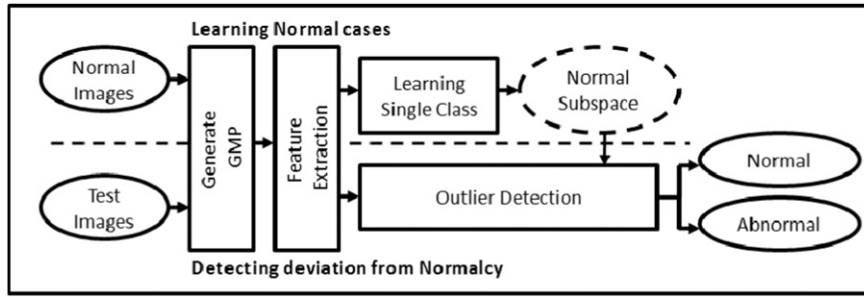 Learning Normal cases
Normal
Images
Generate
GMP
Feature
Extraction
Learning
Single Class
Normal
Subspace
Test
Images
Outlier Detection
Normal
Abnormal
Detecting deviation from Normalcy